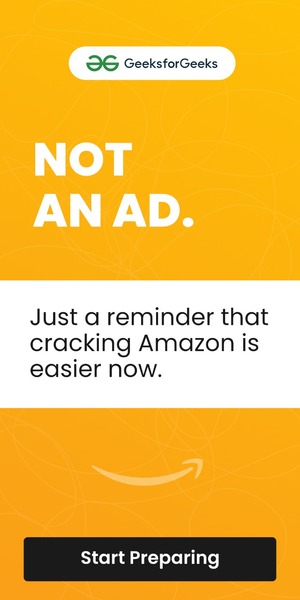 GeeksforGeeks
NOT
AN AD.
Just a reminder that
cracking Amazon is
easier now.
Start Preparing